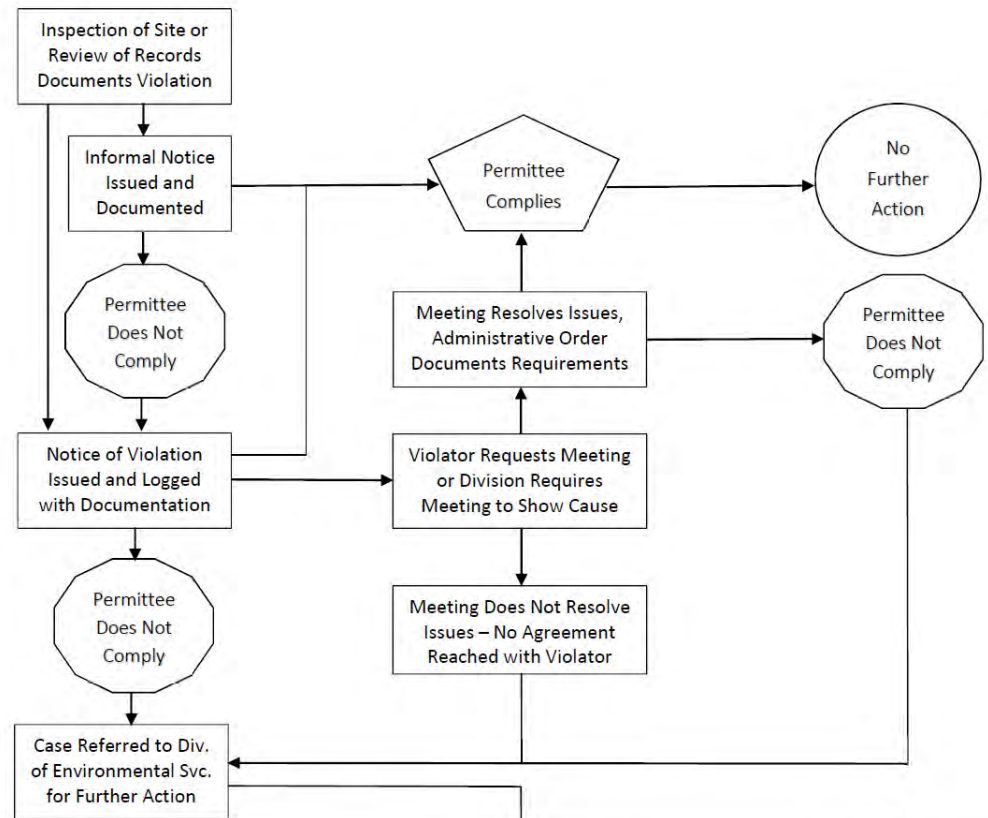 Inspection of Site or
Review of Records
Documents Violation
Informal Notice
Issued and
Documented
Permittee
Complies
No
Further
Action
Permittee
Does Not
Comply
Meeting Resolves Issues,
Administrative Order
Documents Requirements
Permittee
Does Not
Comply
Notice of Violation
Issued and Logged
with Documentation
Violator Requests Meeting
or Division Requires
Meeting to Show Cause
Permittee
Does Not
Comply
Meeting Does Not Resolve
Issues – No Agreement
Reached with Violator
Case Referred to Div.
of Environmental Svc.
for Further Action